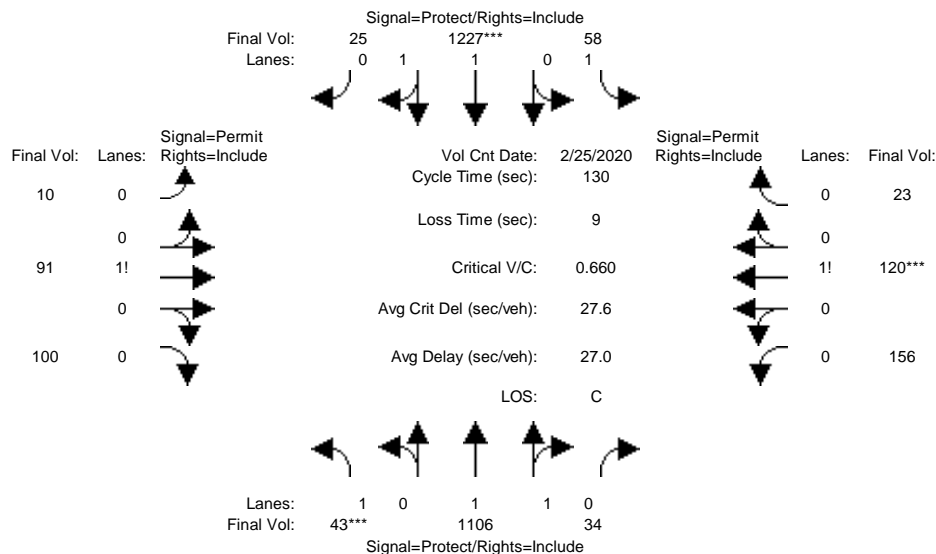 Signal=Protect/Rights=Include
Final Vol: 25 1227*** 58
Lanes: 0 1 1 0 1
Signal=Permit Signal=Permit
Final Vol: Lanes: Rights=Include Vol Cnt Date: 2/25/2020 Rights=Include Lanes: Final Vol:
Cycle Time (sec): 130
10 0 0 23
Loss Time (sec): 9
0 0
91 1! Critical V/C: 0.660 1! 120***
0 Avg Crit Del (sec/veh): 27.6 0
100 0 Avg Delay (sec/veh): 27.0 0 156
LOS: C
Lanes: 1 0 1 1 0
Final Vol: 43*** 1106 34
Signal=Protect/Rights=Include